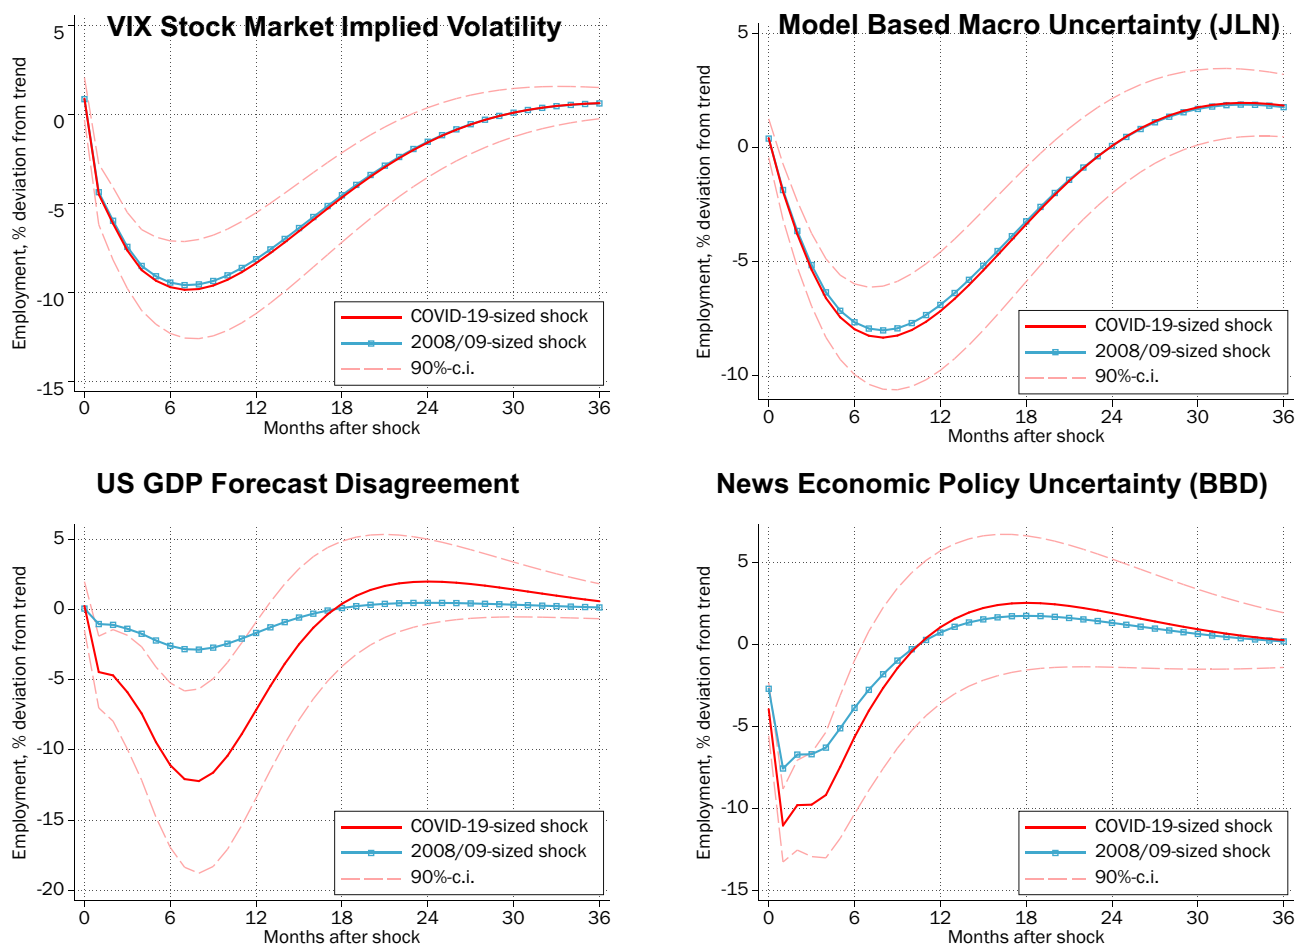 VIX Stock Market Implied Volatility
Employment, % deviation from trend
5
0
-5
-10
-15
COVID-19-sized shock
2008/09-sized shock
90%-c.i.
0 6 12 18 24 30 36
Months after shock
Model Based Macro Uncertainty (JLN)
Employment, % deviation from trend
5
0
-5
-10
COVID-19-sized shock
2008/09-sized shock
90%-c.i.
0 6 12 18 24 30 36
Months after shock
US GDP Forecast Disagreement
Employment, % deviation from trend
5
0
-5
-10
-15
-20
COVID-19-sized shock
2008/09-sized shock
90%-c.i.
0 6 12 18 24 30 36
Months after shock
News Economic Policy Uncertainty (BBD)
Employment, % deviation from trend
5
0
-5
-10
-15
COVID-19-sized shock
2008/09-sized shock
90%-c.i.
0 6 12 18 24 30 36
Months after shock